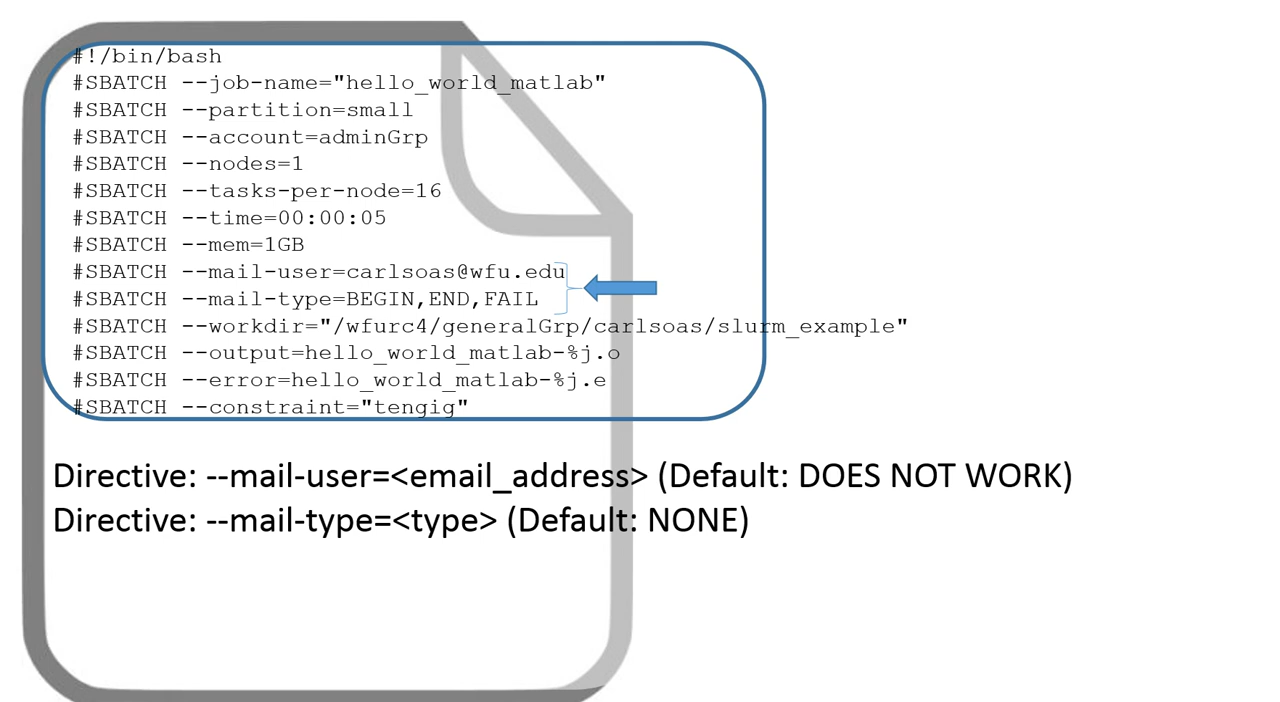 #!/bin/bash
#SBATCH --job-name="hello_world_matlab"
#SBATCH --partition=small
#SBATCH --account=adminGrp
#SBATCH --nodes=1
#SBATCH --tasks-per-node=16
#SBATCH --time=00:00:05
#SBATCH --mem=1GB
#SBATCH --mail-user=carlsoas@wfu.edu
#SBATCH --mail-type=BEGIN,END,FAIL
#SBATCH --workdir="/wfurc4/generalGrp/carlsoas/slurm_example"
#SBATCH --output=hello_world_matlab-%j.o
#SBATCH --error=hello_world_matlab-%j.e
#SBATCH --constraint="tengig"
Directive: --mail-user=<email_address> (Default: DOES NOT WORK)
Directive: --mail-type=<type> (Default: NONE)